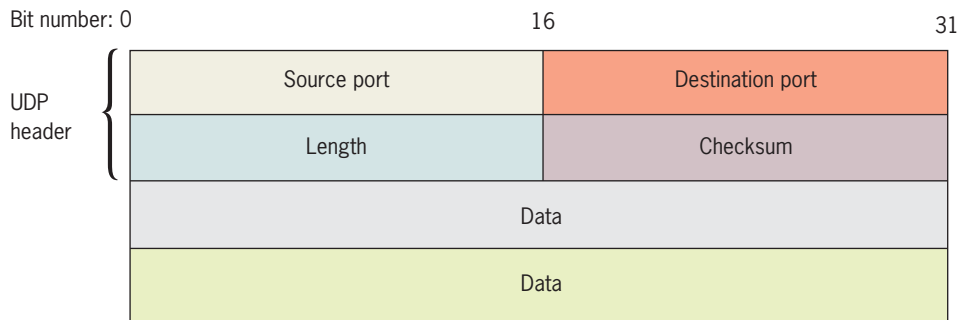 Bit number: 0 16 31
Source port Destination port
UDP
header
Length Checksum
Data
Data